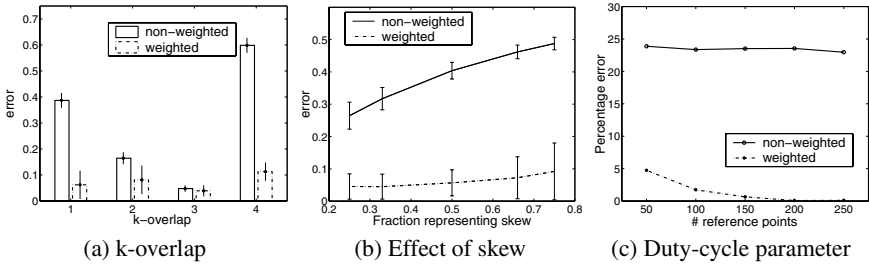 0.7
0.6
0.5
0.4
0.3
0.2
0.1
0
error
non−weighted
weighted
1 2 3 4
k−overlap
(a) k-overlap
0.5
0.4
0.3
0.2
0.1
0
error
non−weighted
weighted
0.2 0.3 0.4 0.5 0.6 0.7 0.8
Fraction representing skew
(b) Effect of skew
30
25
20
15
10
5
0
Percentage error
non−weighted
weighted
50 100 150 200 250
# reference points
(c) Duty-cycle parameter